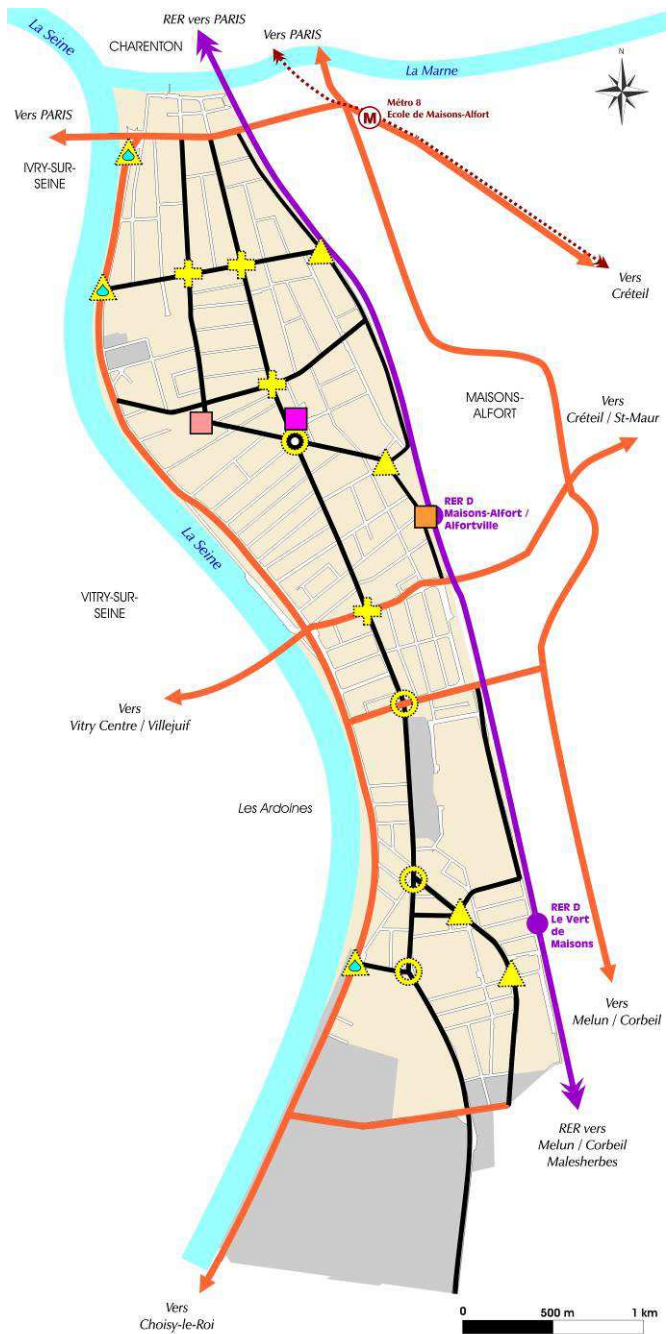 RER vers PARIS
La Seine
CHARENTON
Vers PARIS
La Marne
N
Métro 8
Ecole de Maisons-Alfort
M
Vers PARIS
IVRY-SUR-
SEINE
Vers
Créteil
MAISONS-
ALFORT
Vers
Créteil / St-Maur
RER D
Maisons-Alfort /
Alfortville
La Seine
VITRY-SUR-
SEINE
Vers
Vitry Centre / Villejuif
Les Ardoines
RER D
Le Vert
de
Maisons
Vers
Melun / Corbeil
RER vers
Melun / Corbeil
Malesherbes
Vers
Choisy-le-Roi
0 500 m 1 km